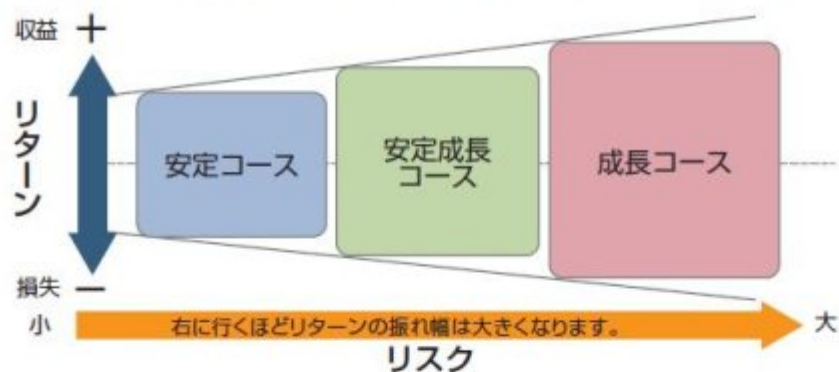 収益 +
リターン
安定コース
安定成長
コース
成長コース
損失 −
小
右に行くほどリターンの振れ幅は大きくなります。
大
リスク